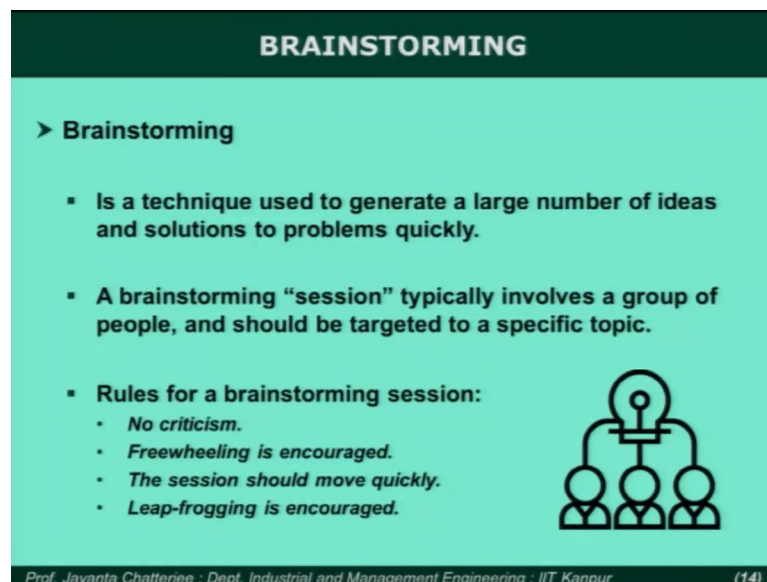 BRAINSTORMING
Brainstorming
Is a technique used to generate a large number of ideas
and solutions to problems quickly.
A brainstorming “session” typically involves a group of
people, and should be targeted to a specific topic.
Rules for a brainstorming session:
No criticism.
Freewheeling is encouraged.
The session should move quickly.
Leap-frogging is encouraged.
Prof. Jayanta Chatterjee : Dept. Industrial and Management Engineering : IIT Kanpur (14)